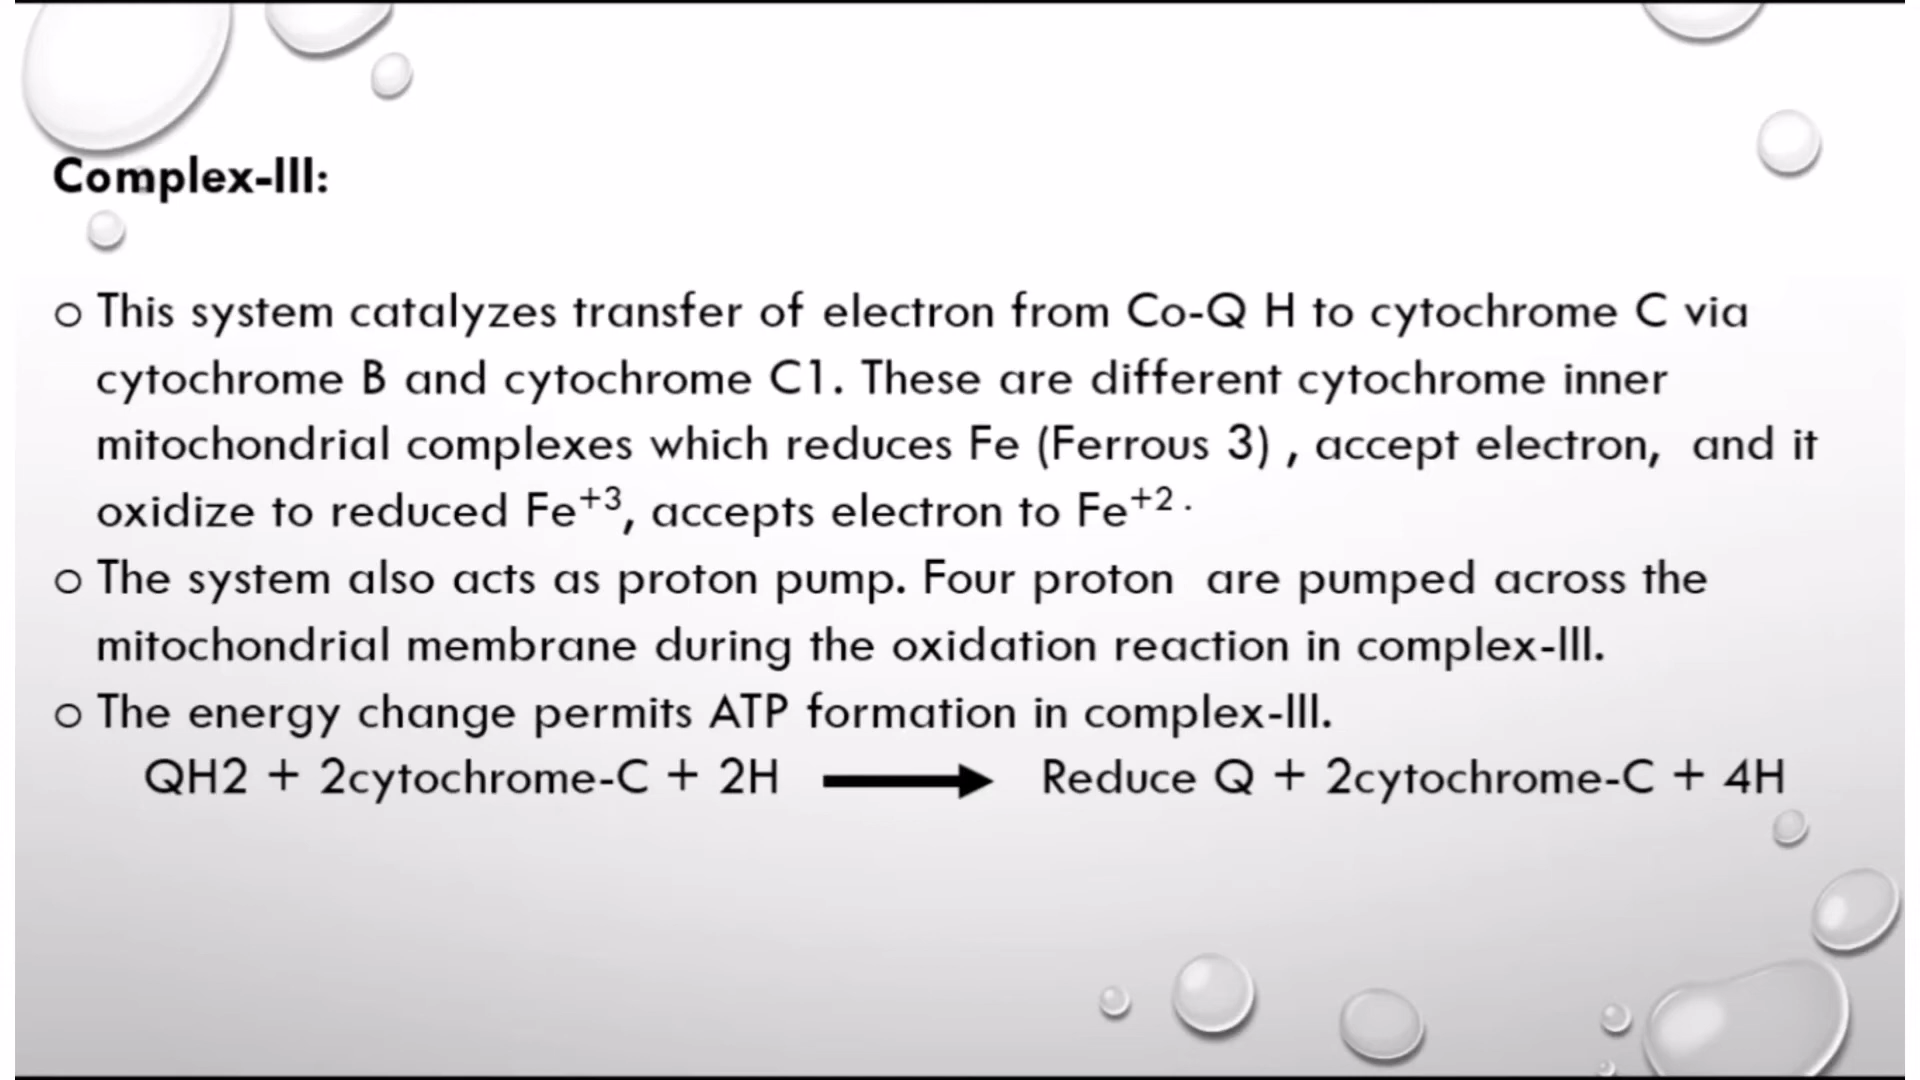 Complex-III:
○ This system catalyzes transfer of electron from Co-Q H to cytochrome C via
cytochrome B and cytochrome C1. These are different cytochrome inner
mitochondrial complexes which reduces Fe (Ferrous 3) , accept electron,  and it
oxidize to reduced Fe⁺³, accepts electron to Fe⁺² .
○ The system also acts as proton pump. Four proton  are pumped across the
mitochondrial membrane during the oxidation reaction in complex-III.
○ The energy change permits ATP formation in complex-III.
QH2 + 2cytochrome-C + 2H ⟶ Reduce Q + 2cytochrome-C + 4H